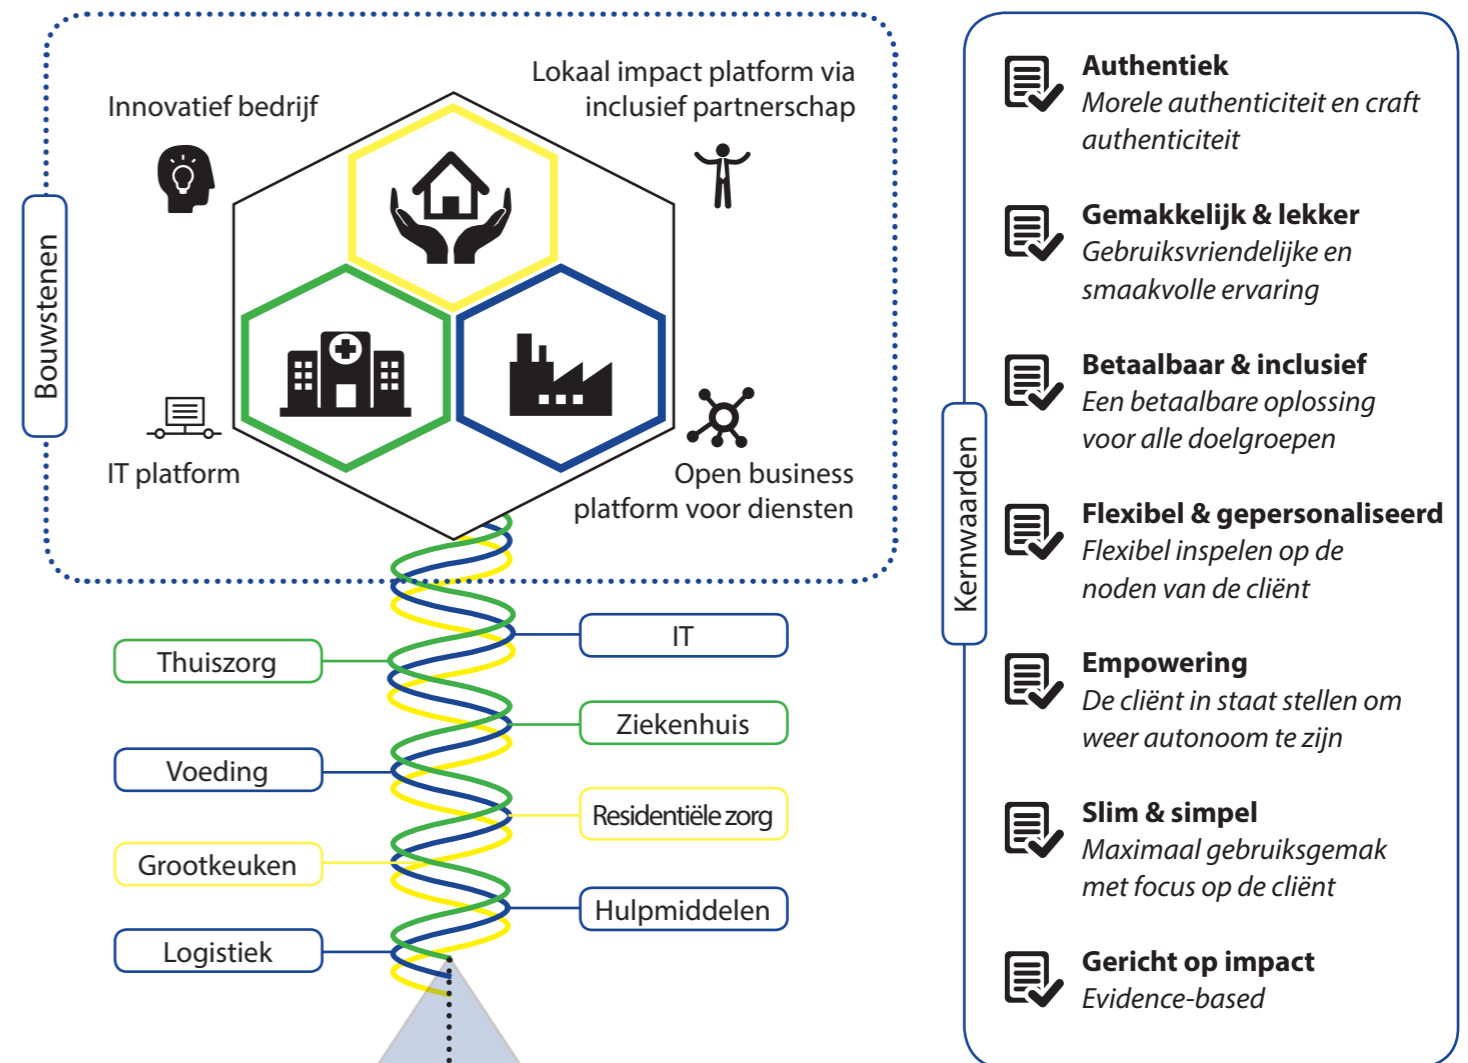 Bouwstenen
Innovatief bedrijf
Lokaal impact platform via
inclusief partnerschap
IT platform
Open business
platform voor diensten
Thuiszorg
IT
Ziekenhuis
Voeding
Residentiële zorg
Grootkeuken
Hulpmiddelen
Logistiek
Kernwaarden
Authentiek
Morele authenticiteit en craft
authenticiteit
Gemakkelijk & lekker
Gebruiksvriendelijke en
smaakvolle ervaring
Betaalbaar & inclusief
Een betaalbare oplossing
voor alle doelgroepen
Flexibel & gepersonaliseerd
Flexibel inspelen op de
noden van de cliënt
Empowering
De cliënt in staat stellen om
weer autonoom te zijn
Slim & simpel
Maximaal gebruiksgemak
met focus op de cliënt
Gericht op impact
Evidence-based